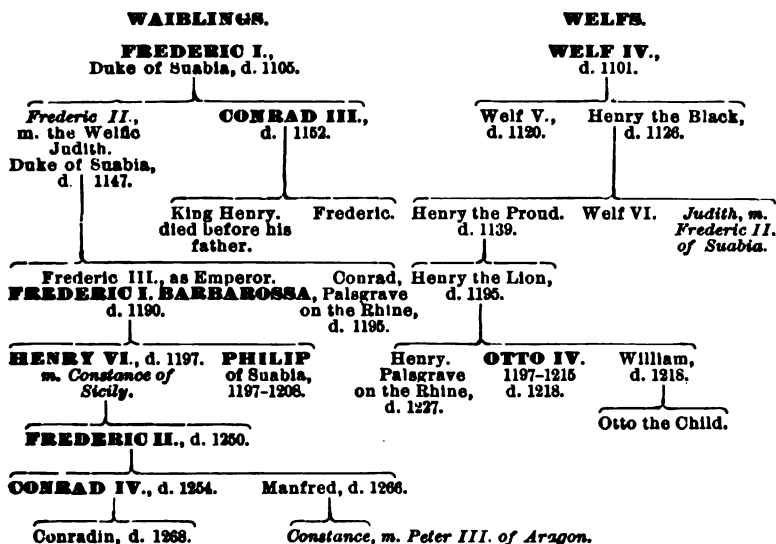 WAIBLINGS.
FREDERIC I.,
Duke of Suabia, d. 1105.
Frederic II.,
m. the Welfic
Judith.
Duke of Suabia,
d. 1147.
CONRAD III.,
d. 1152.
King Henry.
died before his
father.
Frederic.
Frederic III., as Emperor.
FREDERIC I. BARBAROSSA,
d. 1190.
Conrad,
Palsgrave
on the Rhine,
d. 1195.
HENRY VI., d. 1197.
m. Constance of
Sicily.
PHILIP
of Suabia,
1197-1208.
FREDERIC II., d. 1250.
CONRAD IV., d. 1254.
Manfred, d. 1266.
Conradin, d. 1268.
Constance, m. Peter III. of Aragon.
WELFS.
WELF IV.,
d. 1101.
Welf V.,
d. 1120.
Henry the Black,
d. 1126.
Henry the Proud.
d. 1139.
Welf VI.
Judith, m.
Frederic II.
of Suabia.
Henry the Lion,
d. 1195.
Henry.
Palsgrave
on the Rhine,
d. 1227.
OTTO IV.
1197-1215
d. 1218.
William,
d. 1218.
Otto the Child.